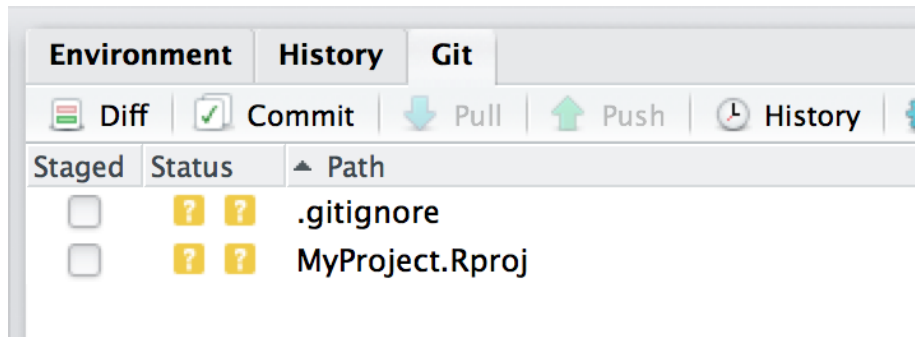 Environment History Git
Diff Commit Pull Push History
Staged Status Path
? ? .gitignore
? ? MyProject.Rproj